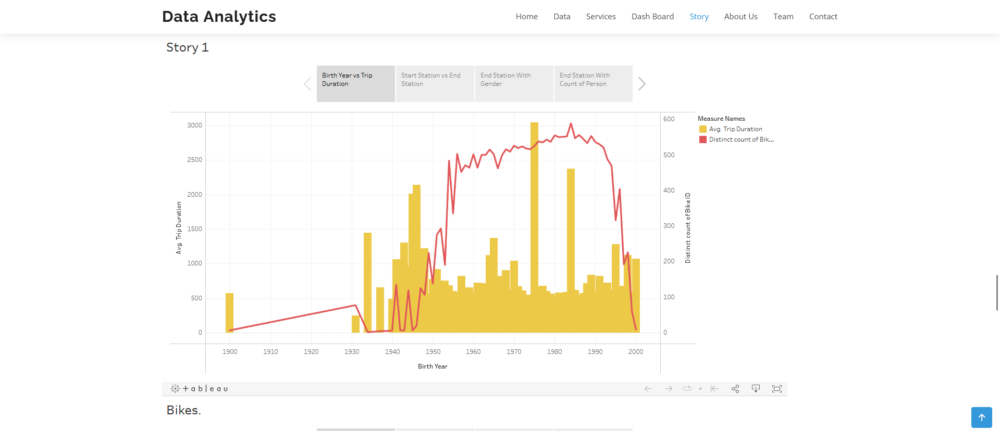 Data Analytics
Home Data Services Dash Board Story About Us Team Contact
Story 1
Birth Year vs Trip
Duration
Start Station vs End
Station
End Station With
Gender
End Station With
Count of Person
Measure Names
Avg. Trip Duration
Distinct count of Bik...
Avg. Trip Duration
3000
2500
2000
1500
1000
500
0
600
500
400
300
200
100
0
Distinct count of Bike ID
1900 1910 1920 1930 1940 1950 1960 1970 1980 1990 2000
Birth Year
+ a b l e a u
Bikes.